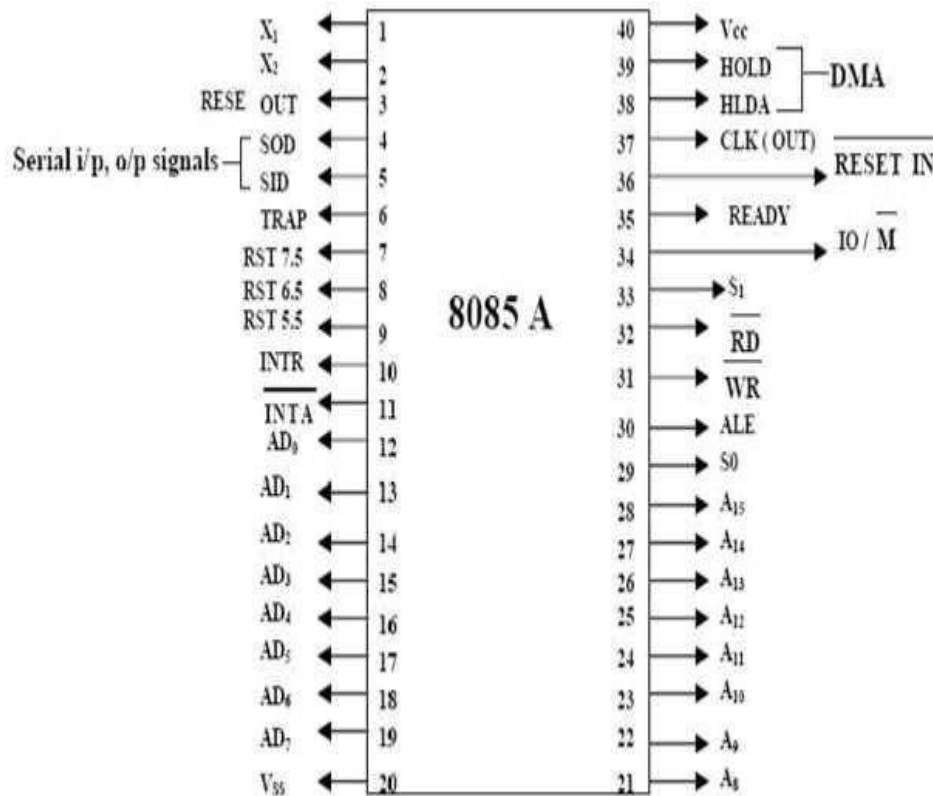 X₁ 1 40 Vcc
X₂ 2 39 HOLD
DMA
RESE OUT 3 38 HLDA
SOD 4 37 CLK ( OUT)
Serial i/p, o/p signals
SID 5 36 RESET IN
TRAP 6 35 READY
RST 7.5 7 34 IO / M
RST 6.5 8 33 S1
8085 A
RST 5.5 9 32 RD
INTR 10 31 WR
INTA 11 30 ALE
AD₀ 12 29 S0
AD₁ 13 28 A₁₅
AD₂ 14 27 A₁₄
AD₃ 15 26 A₁₃
AD₄ 16 25 A₁₂
AD₅ 17 24 A₁₁
AD₆ 18 23 A₁₀
AD₇ 19 22 A₉
Vss 20 21 A₈